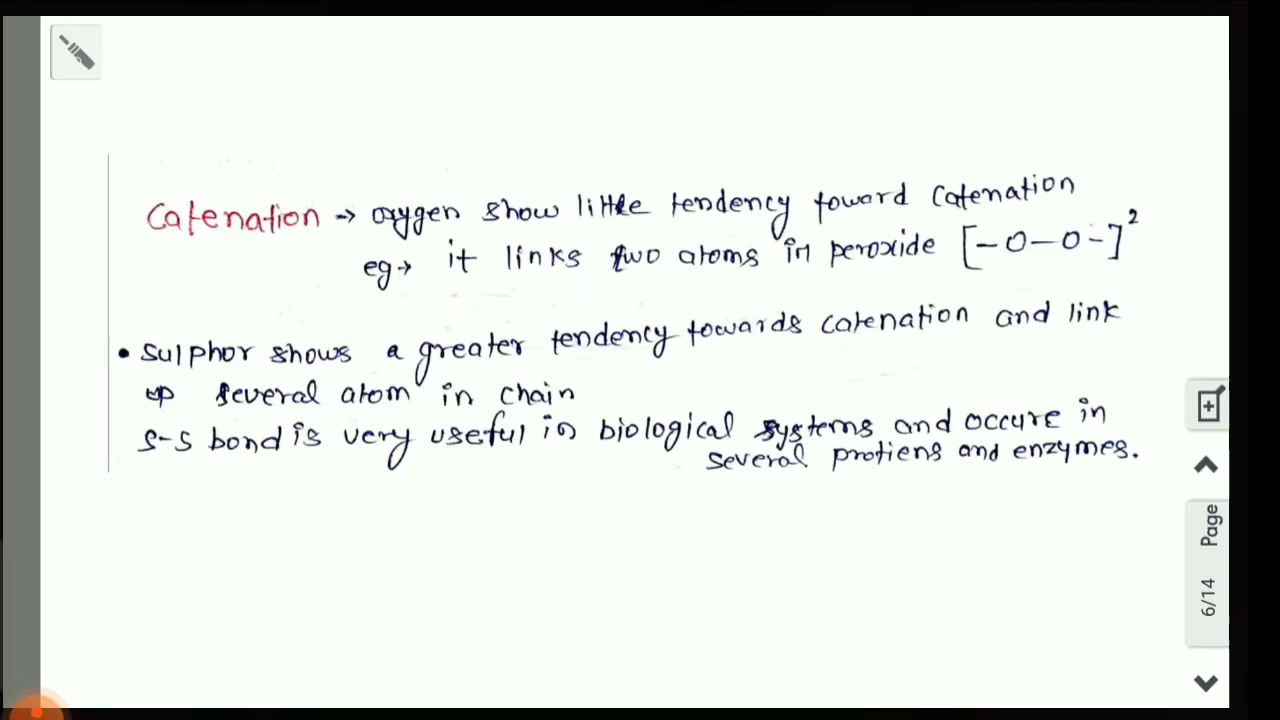 Catenation → oxygen show little tendency toward catenation
eg → it links two atoms in peroxide [-O-O-]²
• Sulphor shows a greater tendency towards catenation and link
up several atom in chain
S-S bond is very useful in biological systems and occure in
several protiens and enzymes.
Page
6/14